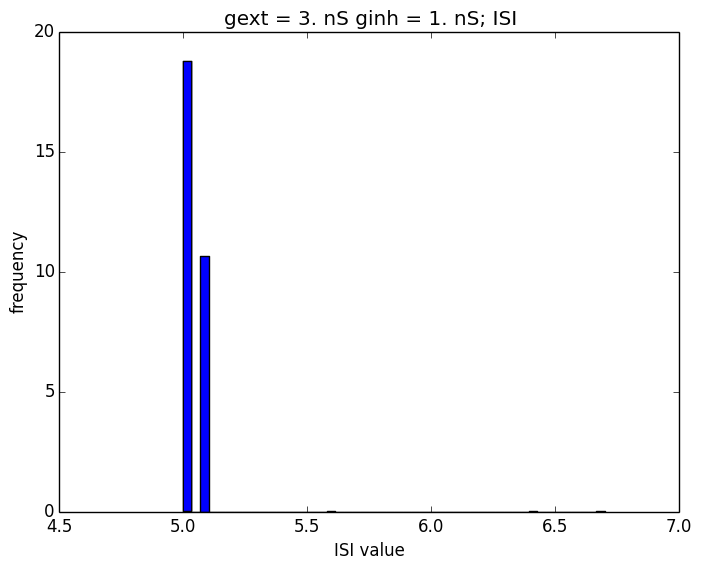 gext = 3. nS ginh = 1. nS; ISI
20
15
10
5
0
frequency
4.5 5.0 5.5 6.0 6.5 7.0
ISI value